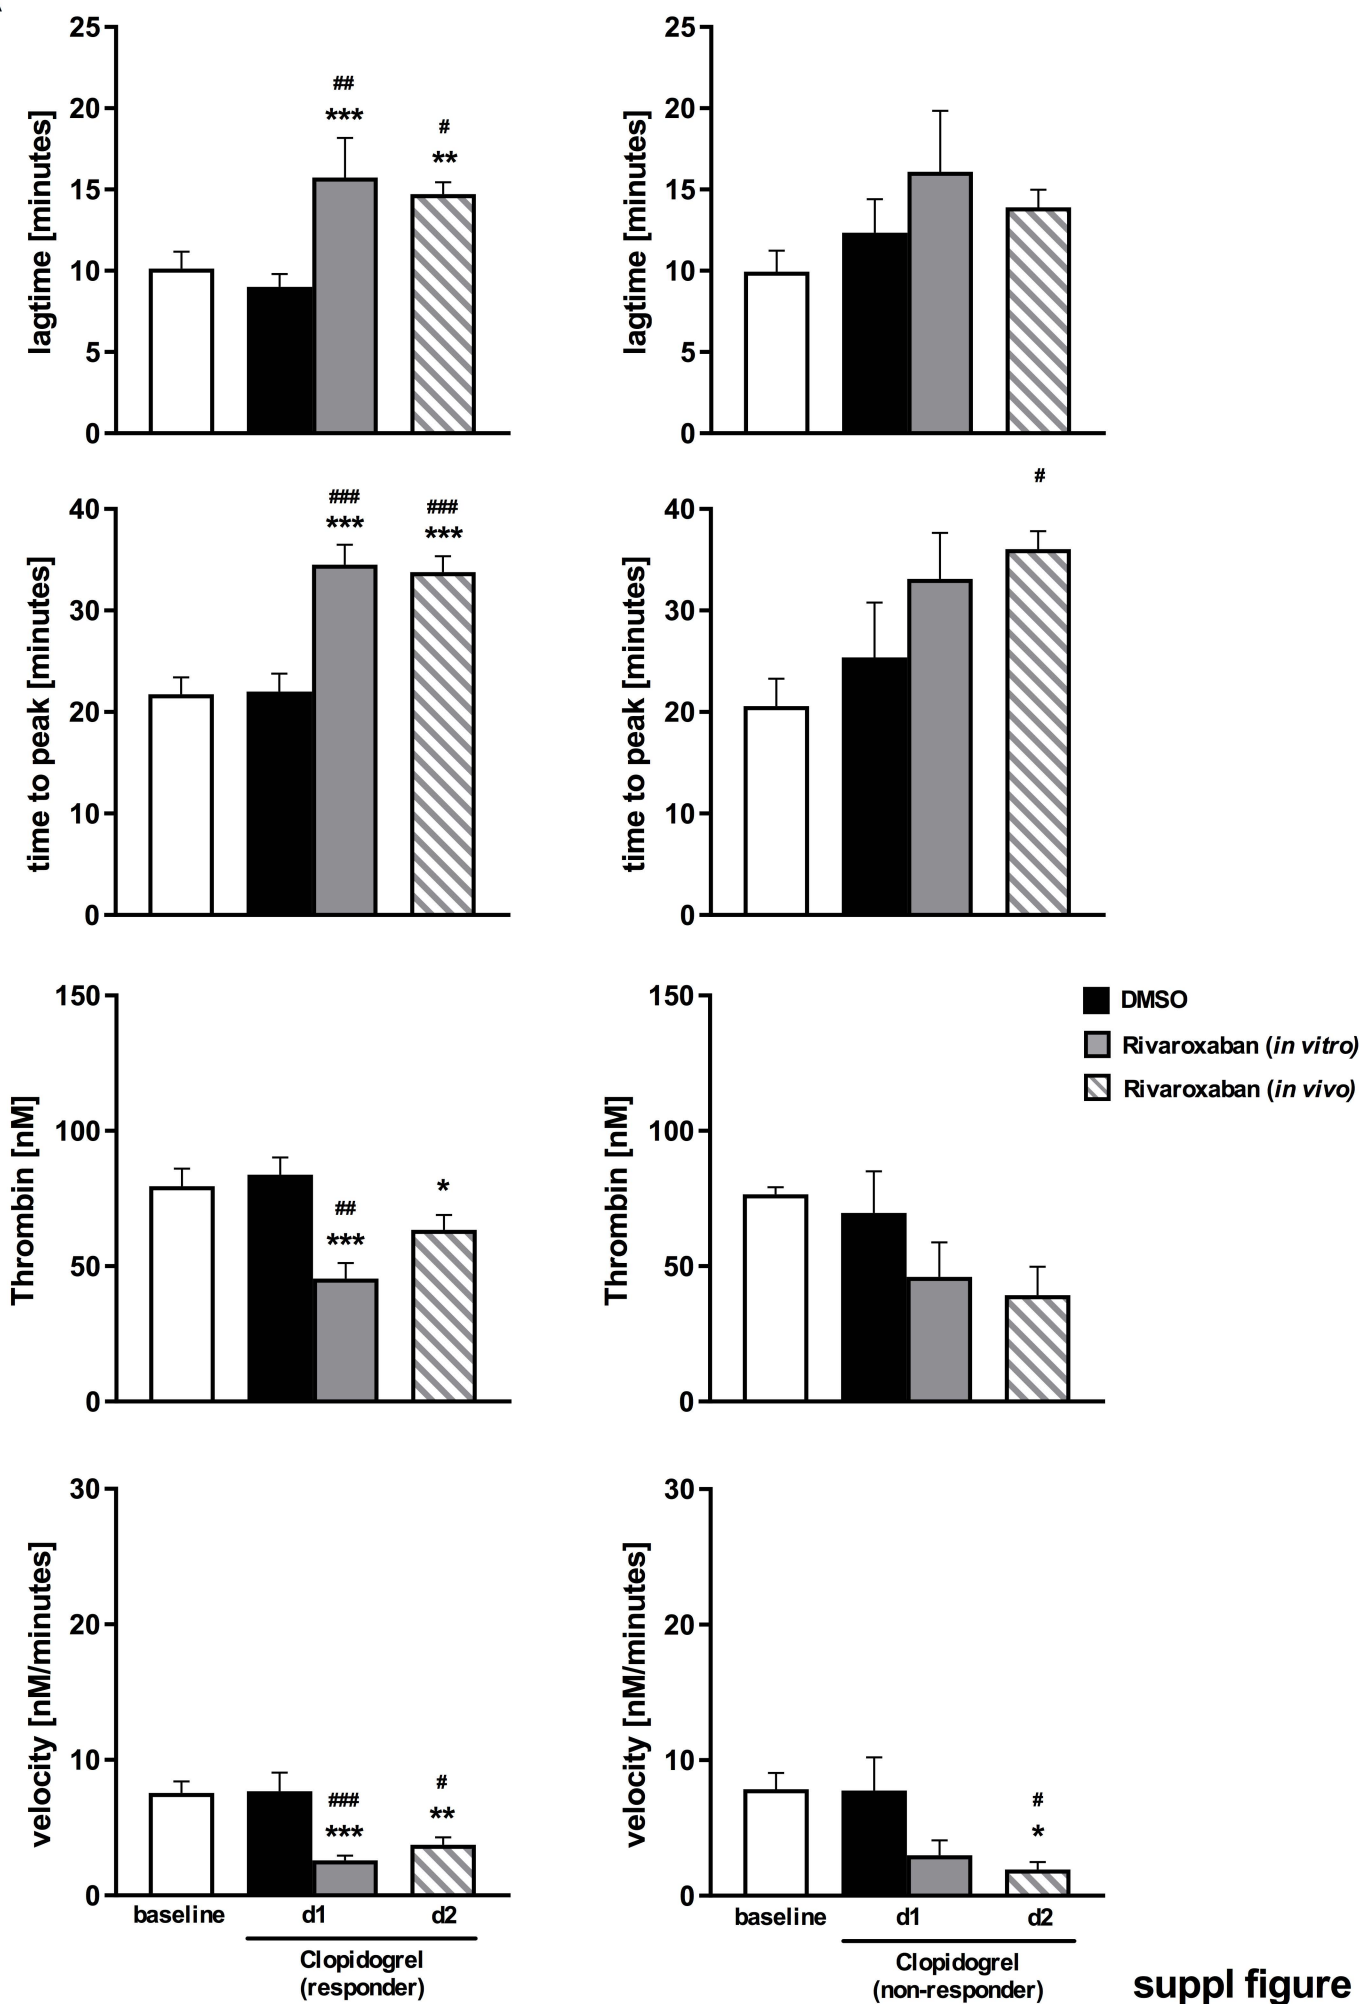 25
20
15
10
5
0
lagtime [minutes]
##
***
#
**
25
20
15
10
5
0
lagtime [minutes]
40
30
20
10
0
time to peak [minutes]
###
***
###
***
40
30
20
10
0
time to peak [minutes]
#
150
100
50
0
Thrombin [nM]
##
***
*
150
100
50
0
Thrombin [nM]
DMSO
Rivaroxaban (in vitro)
Rivaroxaban (in vivo)
30
20
10
0
velocity [nM/minutes]
###
***
#
**
baseline
d1
d2
Clopidogrel
(responder)
30
20
10
0
velocity [nM/minutes]
#
*
baseline
d1
d2
Clopidogrel
(non-responder)
suppl figure